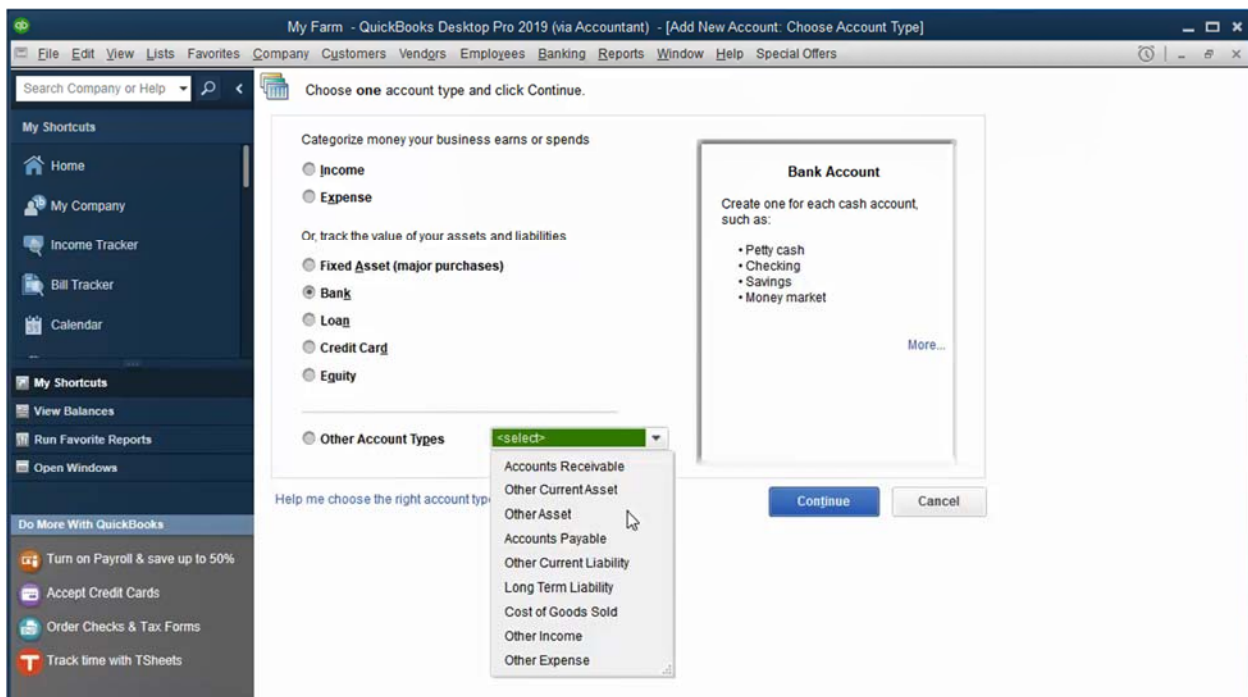 qb
My Farm - QuickBooks Desktop Pro 2019 (via Accountant) - [Add New Account: Choose Account Type]
File Edit View Lists Favorites Company Customers Vendors Employees Banking Reports Window Help Special Offers
Search Company or Help
My Shortcuts
Home
My Company
Income Tracker
Bill Tracker
31 Calendar
My Shortcuts
View Balances
Run Favorite Reports
Open Windows
Do More With QuickBooks
Turn on Payroll & save up to 50%
Accept Credit Cards
Order Checks & Tax Forms
Track time with TSheets
Choose one account type and click Continue.
Categorize money your business earns or spends
Income
Expense
Or, track the value of your assets and liabilities
Fixed Asset (major purchases)
Bank
Loan
Credit Card
Equity
Other Account Types
<select>
Accounts Receivable
Other Current Asset
Other Asset
Accounts Payable
Other Current Liability
Long Term Liability
Cost of Goods Sold
Other Income
Other Expense
Help me choose the right account typ
Bank Account
Create one for each cash account,
such as:
• Petty cash
• Checking
• Savings
• Money market
More...
Continue Cancel